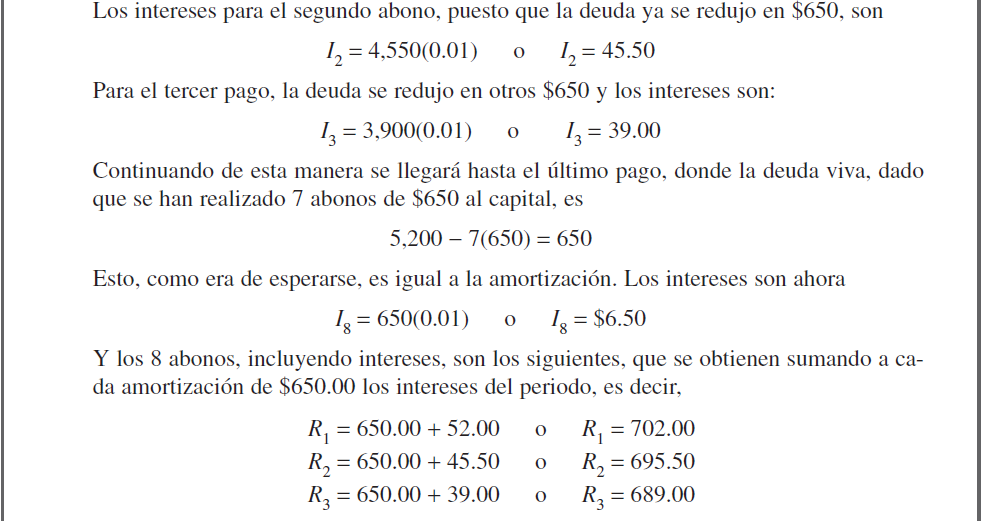 Los intereses para el segundo abono, puesto que la deuda ya se redujo en $650, son
I₂ = 4,550(0.01) o I₂ = 45.50
Para el tercer pago, la deuda se redujo en otros $650 y los intereses son:
I₃ = 3,900(0.01) o I₃ = 39.00
Continuando de esta manera se llegará hasta el último pago, donde la deuda viva, dado
que se han realizado 7 abonos de $650 al capital, es
5,200 – 7(650) = 650
Esto, como era de esperarse, es igual a la amortización. Los intereses son ahora
I₈ = 650(0.01) o I₈ = $6.50
Y los 8 abonos, incluyendo intereses, son los siguientes, que se obtienen sumando a ca-
da amortización de $650.00 los intereses del periodo, es decir,
R₁ = 650.00 + 52.00 o R₁ = 702.00
R₂ = 650.00 + 45.50 o R₂ = 695.50
R₃ = 650.00 + 39.00 o R₃ = 689.00